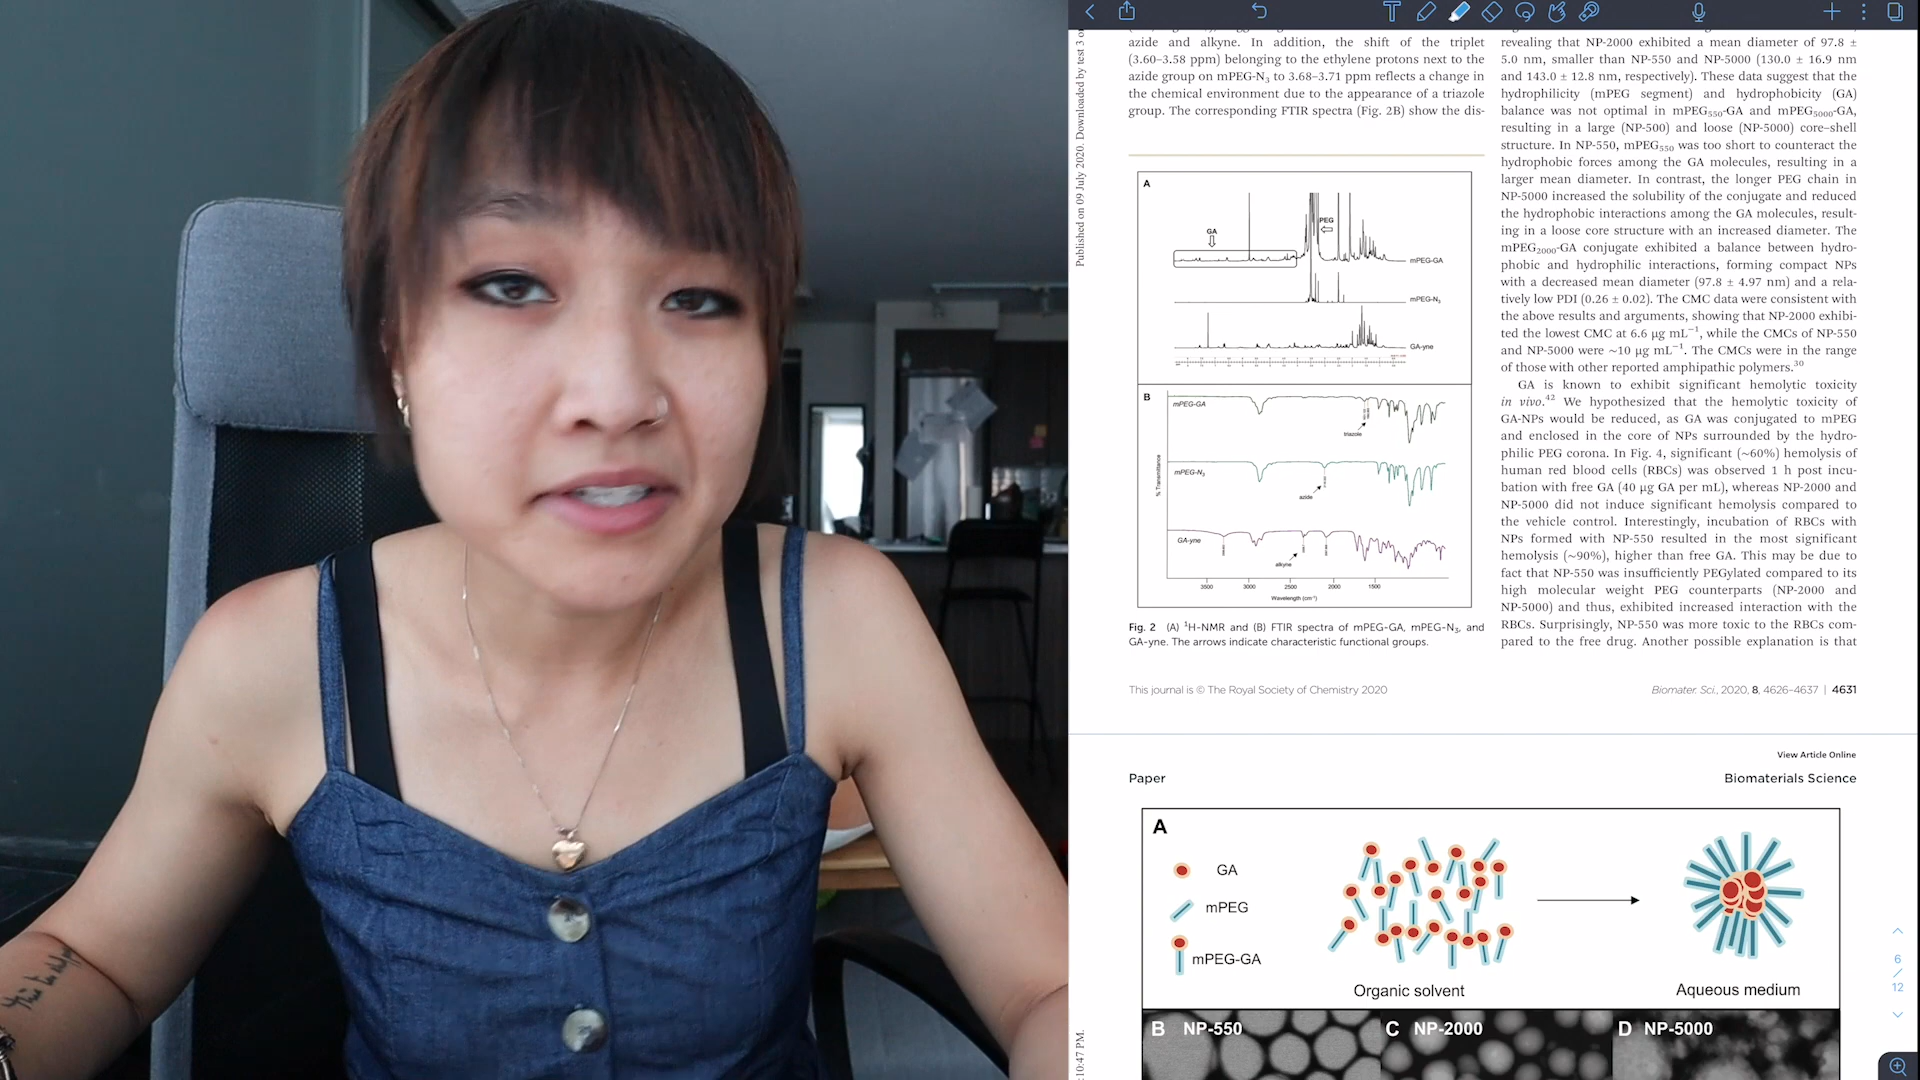 azide and alkyne. In addition, the shift of the triplet
(3.60–3.58 ppm) belonging to the ethylene protons next to the
azide group on mPEG-N3 to 3.68–3.71 ppm reflects a change in
the chemical environment due to the appearance of a triazole
group. The corresponding FTIR spectra (Fig. 2B) show the dis-
Published on 09 July 2020. Downloaded by test 3
A
GA
PEG
mPEG-GA
mPEG-N3
GA-yne
B
mPEG-GA
triazole
mPEG-N3
azide
GA-yne
alkyne
% Transmittance
3500 3000 2500 2000 1500
Wavelength (cm-1)
Fig. 2 (A) 1H-NMR and (B) FTIR spectra of mPEG-GA, mPEG-N3, and
GA-yne. The arrows indicate characteristic functional groups.
revealing that NP-2000 exhibited a mean diameter of 97.8 ±
5.0 nm, smaller than NP-550 and NP-5000 (130.0 ± 16.9 nm
and 143.0 ± 12.8 nm, respectively). These data suggest that the
hydrophilicity (mPEG segment) and hydrophobicity (GA)
balance was not optimal in mPEG550-GA and mPEG5000-GA,
resulting in a large (NP-500) and loose (NP-5000) core–shell
structure. In NP-550, mPEG550 was too short to counteract the
hydrophobic forces among the GA molecules, resulting in a
larger mean diameter. In contrast, the longer PEG chain in
NP-5000 increased the solubility of the conjugate and reduced
the hydrophobic interactions among the GA molecules, result-
ing in a loose core structure with an increased diameter. The
mPEG2000-GA conjugate exhibited a balance between hydro-
phobic and hydrophilic interactions, forming compact NPs
with a decreased mean diameter (97.8 ± 4.97 nm) and a rela-
tively low PDI (0.26 ± 0.02). The CMC data were consistent with
the above results and arguments, showing that NP-2000 exhibi-
ted the lowest CMC at 6.6 μg mL−1, while the CMCs of NP-550
and NP-5000 were ~10 μg mL−1. The CMCs were in the range
of those with other reported amphipathic polymers.30
GA is known to exhibit significant hemolytic toxicity
in vivo.42 We hypothesized that the hemolytic toxicity of
GA-NPs would be reduced, as GA was conjugated to mPEG
and enclosed in the core of NPs surrounded by the hydro-
philic PEG corona. In Fig. 4, significant (~60%) hemolysis of
human red blood cells (RBCs) was observed 1 h post incu-
bation with free GA (40 μg GA per mL), whereas NP-2000 and
NP-5000 did not induce significant hemolysis compared to
the vehicle control. Interestingly, incubation of RBCs with
NPs formed with NP-550 resulted in the most significant
hemolysis (~90%), higher than free GA. This may be due to
fact that NP-550 was insufficiently PEGylated compared to its
high molecular weight PEG counterparts (NP-2000 and
NP-5000) and thus, exhibited increased interaction with the
RBCs. Surprisingly, NP-550 was more toxic to the RBCs com-
pared to the free drug. Another possible explanation is that
This journal is © The Royal Society of Chemistry 2020
Biomater. Sci., 2020, 8, 4626–4637 | 4631
View Article Online
Paper
Biomaterials Science
A
GA
mPEG
mPEG-GA
Organic solvent
Aqueous medium
B NP-550
C NP-2000
D NP-5000
:10:47 PM.
6
/
12